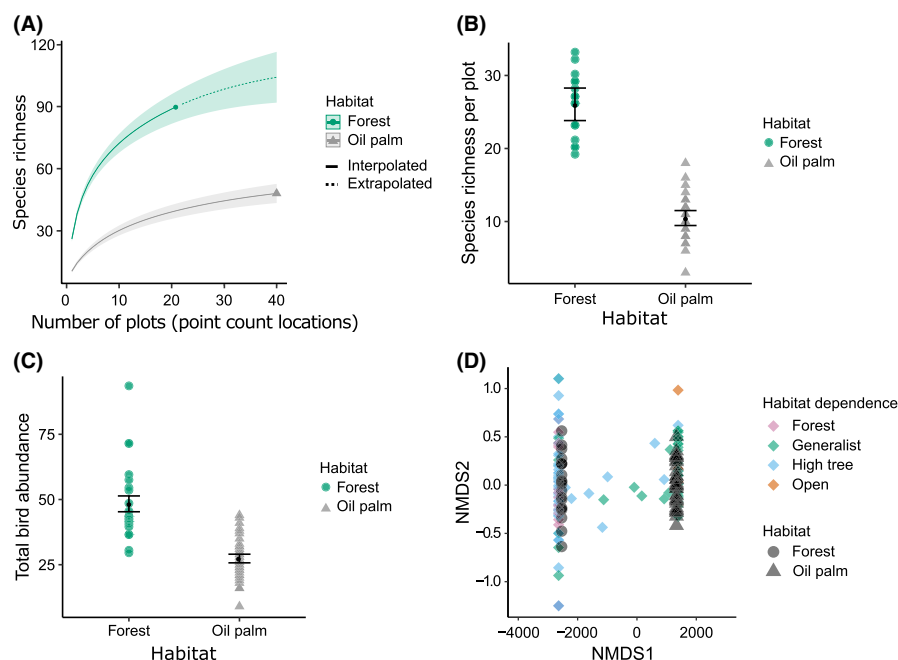 (A)
Species richness
120
90
60
30
0 10 20 30 40
Number of plots (point count locations)
Habitat
Forest
Oil palm
Interpolated
Extrapolated
(B)
Species richness per plot
30
20
10
Forest Oil palm
Habitat
Habitat
Forest
Oil palm
(C)
Total bird abundance
75
50
25
Forest Oil palm
Habitat
Habitat
Forest
Oil palm
(D)
NMDS2
1.0
0.5
0.0
−0.5
−1.0
−4000 −2000 0 2000
NMDS1
Habitat dependence
Forest
Generalist
High tree
Open
Habitat
Forest
Oil palm